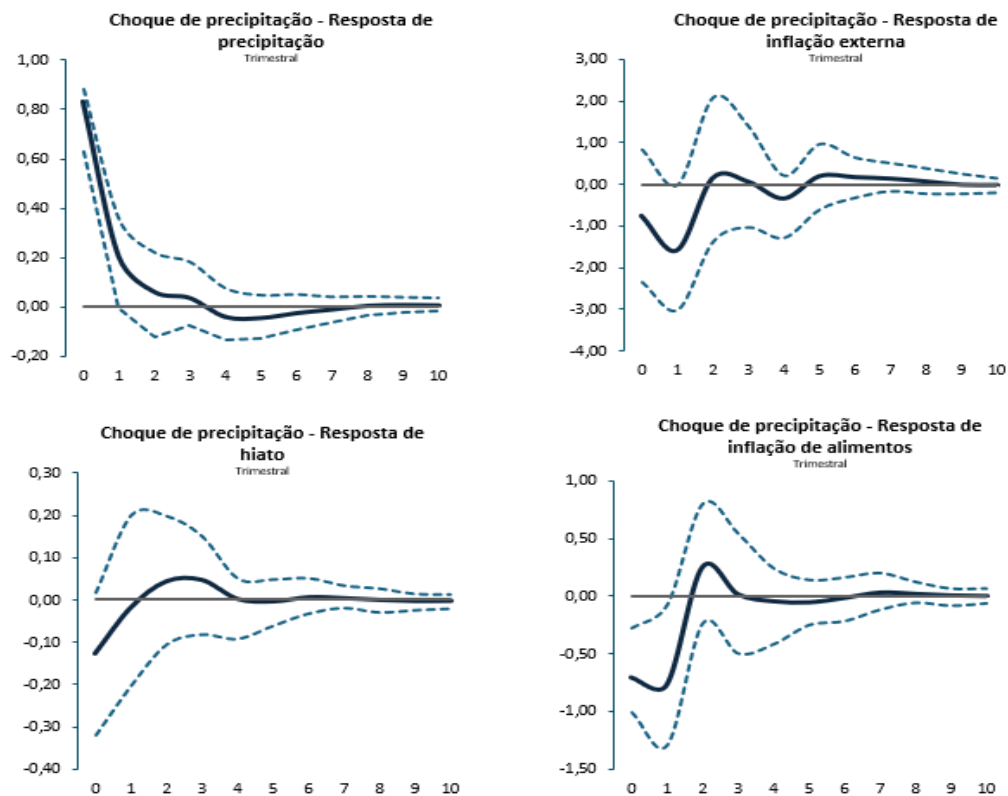 Choque de precipitação - Resposta de
precipitação
Trimestral
1,00
0,80
0,60
0,40
0,20
0,00
-0,20
0 1 2 3 4 5 6 7 8 9 10
Choque de precipitação - Resposta de
inflação externa
Trimestral
3,00
2,00
1,00
0,00
-1,00
-2,00
-3,00
-4,00
0 1 2 3 4 5 6 7 8 9 10
Choque de precipitação - Resposta de
hiato
Trimestral
0,30
0,20
0,10
0,00
-0,10
-0,20
-0,30
-0,40
0 1 2 3 4 5 6 7 8 9 10
Choque de precipitação - Resposta de
inflação de alimentos
Trimestral
1,00
0,50
0,00
-0,50
-1,00
-1,50
0 1 2 3 4 5 6 7 8 9 10